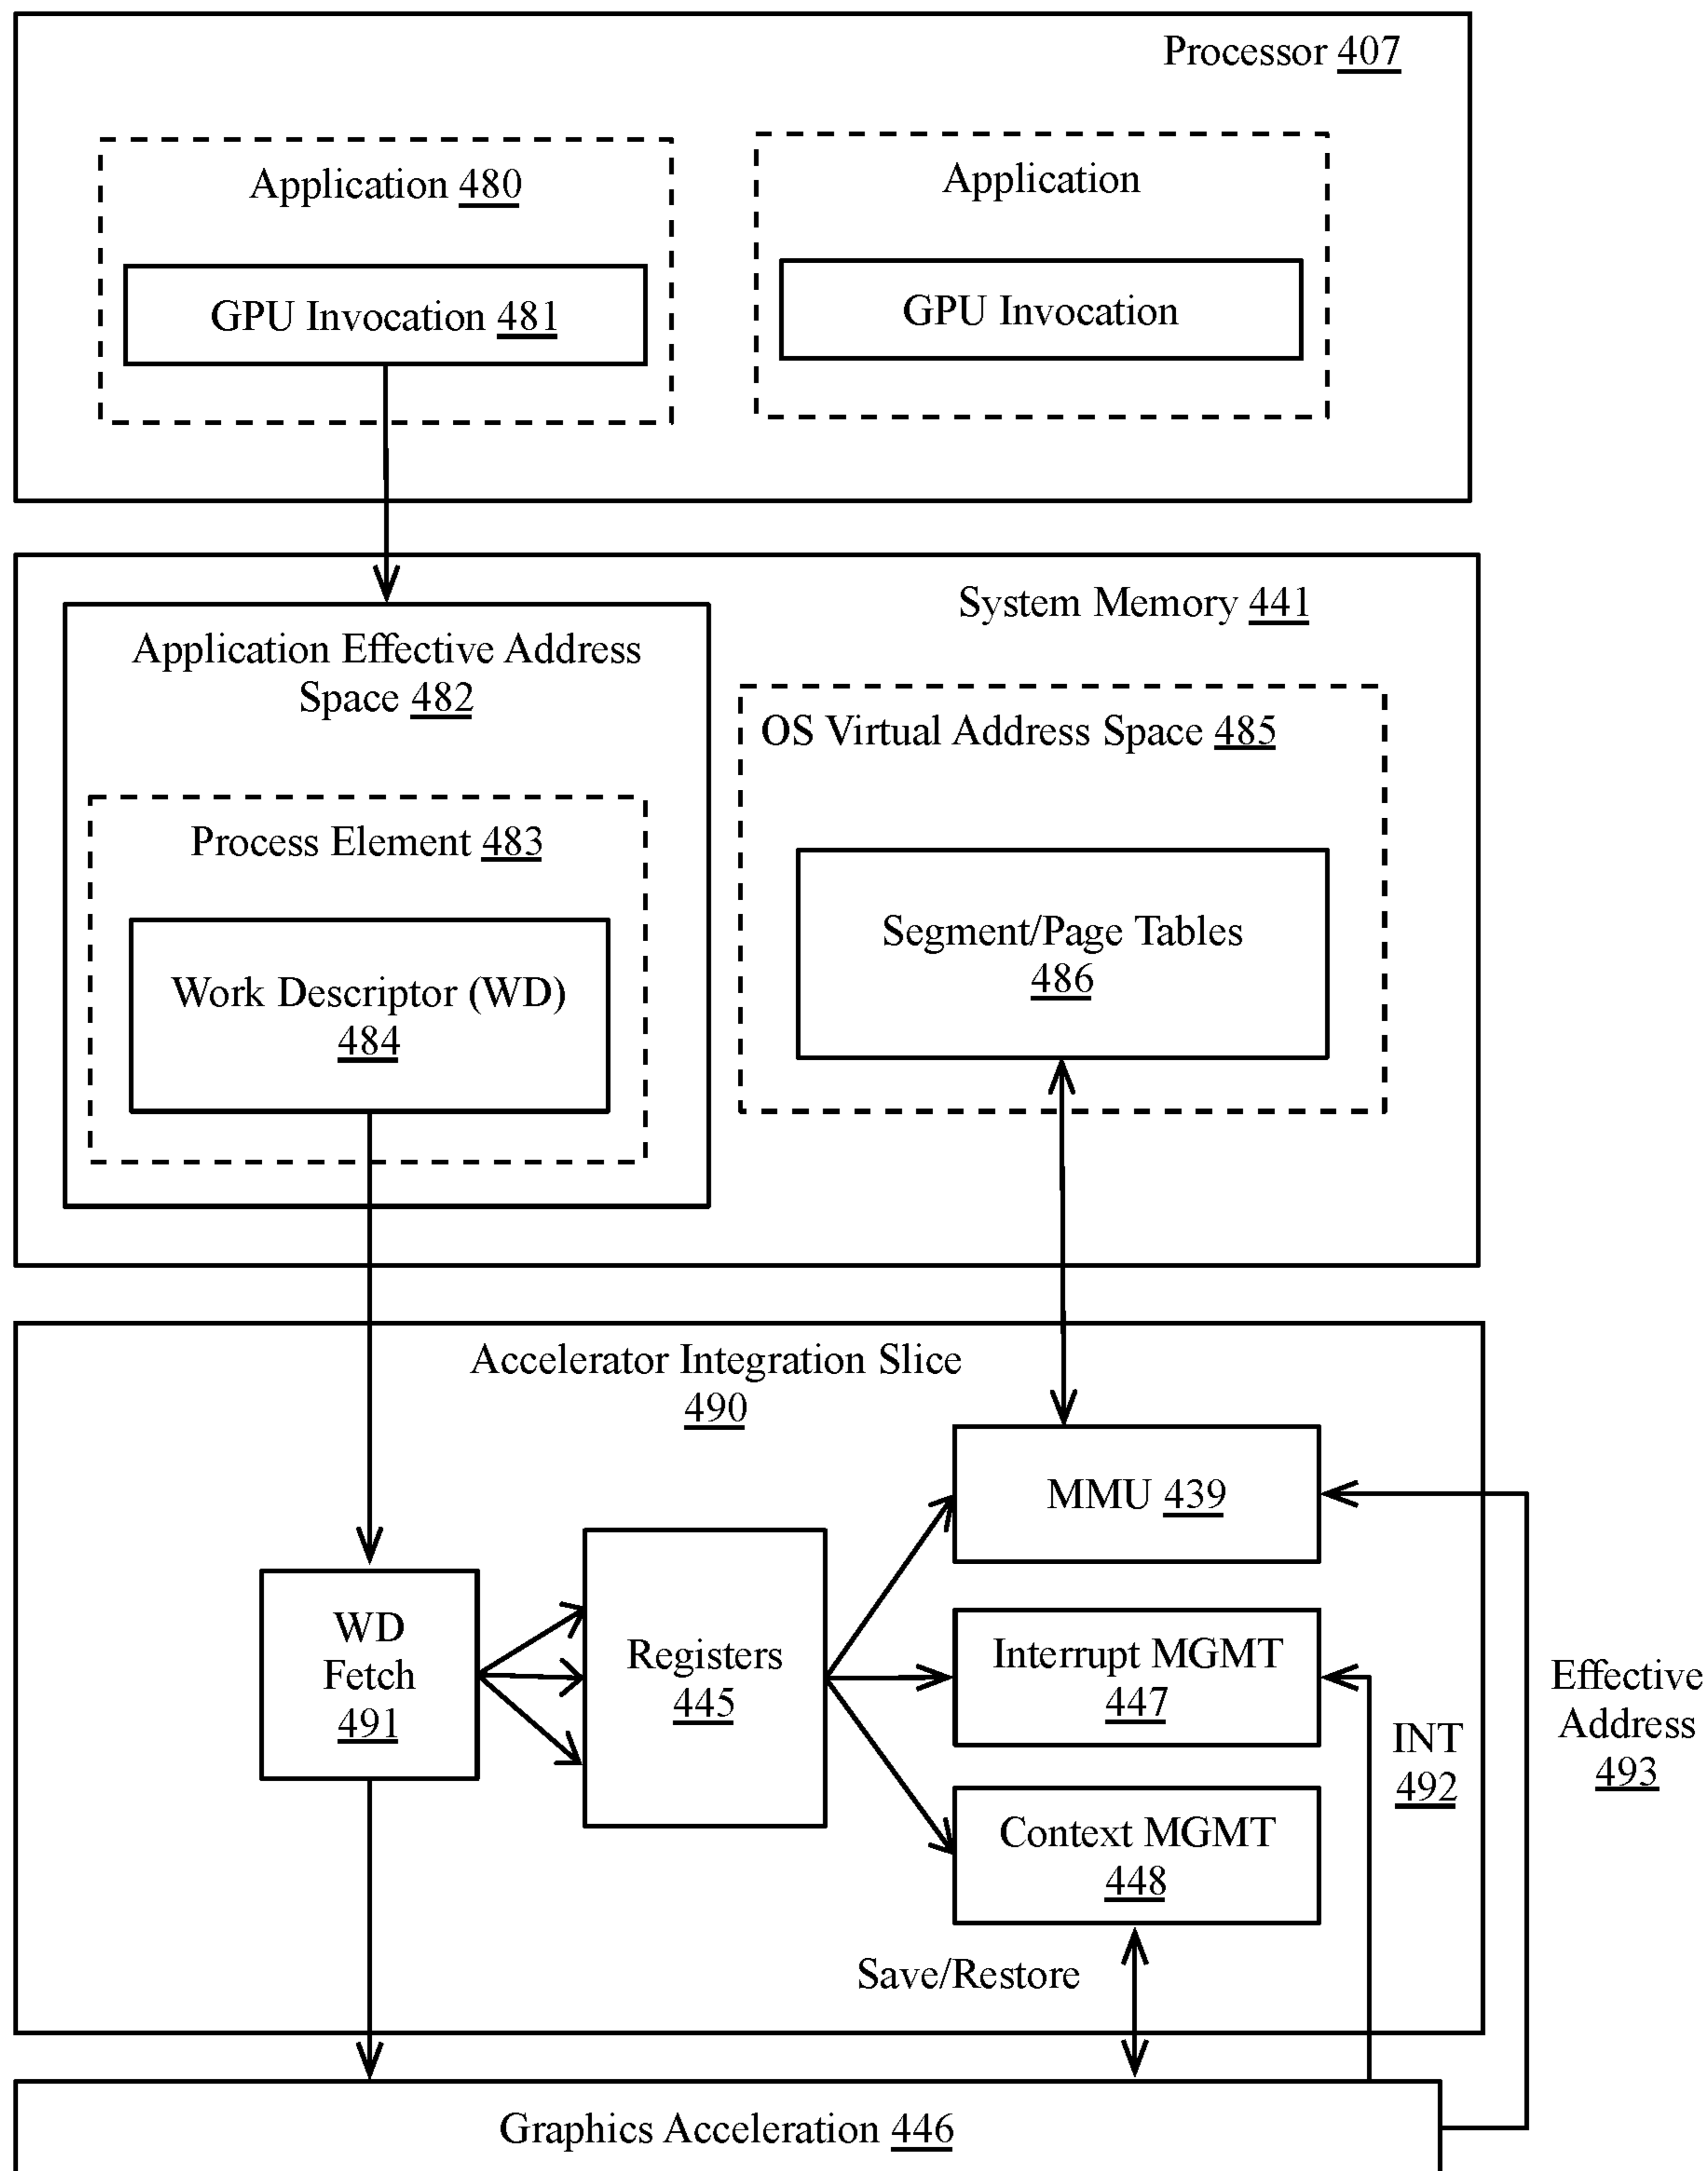 Processor 407
Application 480
GPU Invocation 481
Application
GPU Invocation
System Memory 441
Application Effective Address
Space 482
Process Element 483
Work Descriptor (WD)
484
OS Virtual Address Space 485
Segment/Page Tables
486
Accelerator Integration Slice
490
WD
Fetch
491
Registers
445
MMU 439
Interrupt MGMT
447
Context MGMT
448
Save/Restore
INT
492
Effective
Address
493
Graphics Acceleration 446